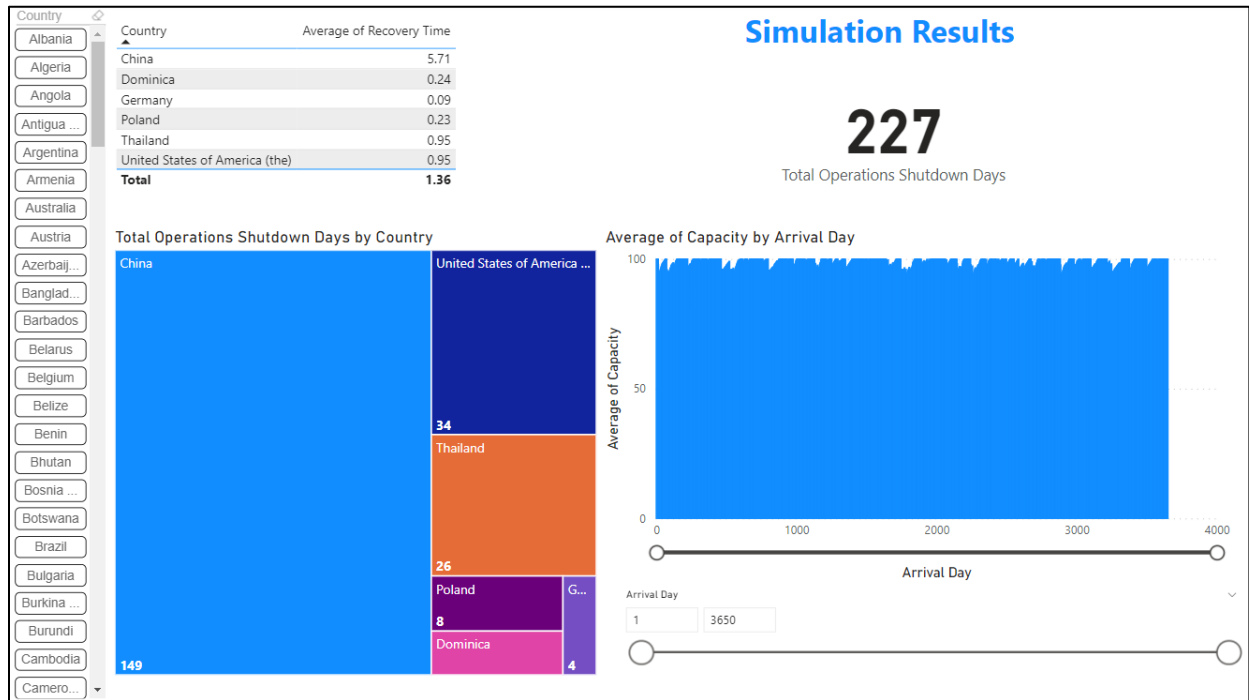 Country
Albania
Algeria
Angola
Antigua ...
Argentina
Armenia
Australia
Austria
Azerbaij...
Banglad...
Barbados
Belarus
Belgium
Belize
Benin
Bhutan
Bosnia ...
Botswana
Brazil
Bulgaria
Burkina ...
Burundi
Cambodia
Camero...
Country Average of Recovery Time
China 5.71
Dominica 0.24
Germany 0.09
Poland 0.23
Thailand 0.95
United States of America (the) 0.95
Total 1.36
Simulation Results
227
Total Operations Shutdown Days
Total Operations Shutdown Days by Country
China
149
United States of America ...
34
Thailand
26
Poland
8
G...
4
Dominica
Average of Capacity by Arrival Day
Average of Capacity
100
50
0
0 1000 2000 3000 4000
Arrival Day
Arrival Day
1 3650